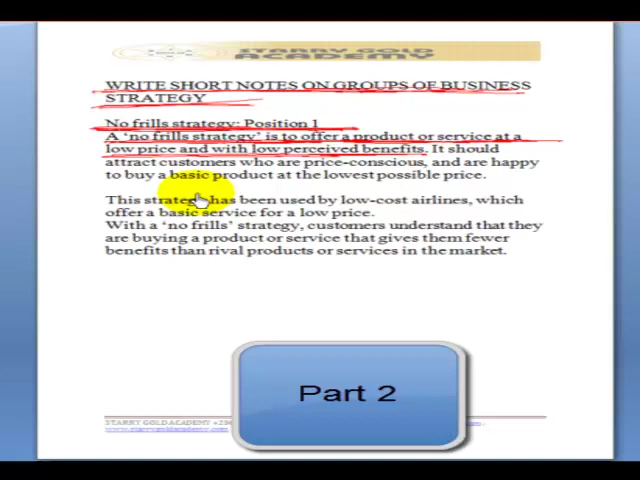 STARRY GOLD
ACADEMY
WRITE SHORT NOTES ON GROUPS OF BUSINESS
STRATEGY
No frills strategy: Position 1
A 'no frills strategy' is to offer a product or service at a
low price and with low perceived benefits. It should
attract customers who are price-conscious, and are happy
to buy a basic product at the lowest possible price.
This strategy has been used by low-cost airlines, which
offer a basic service for a low price.
With a 'no frills' strategy, customers understand that they
are buying a product or service that gives them fewer
benefits than rival products or services in the market.
Part 2
STARRY GOLD ACADEMY
www.starrygoldacademy.com